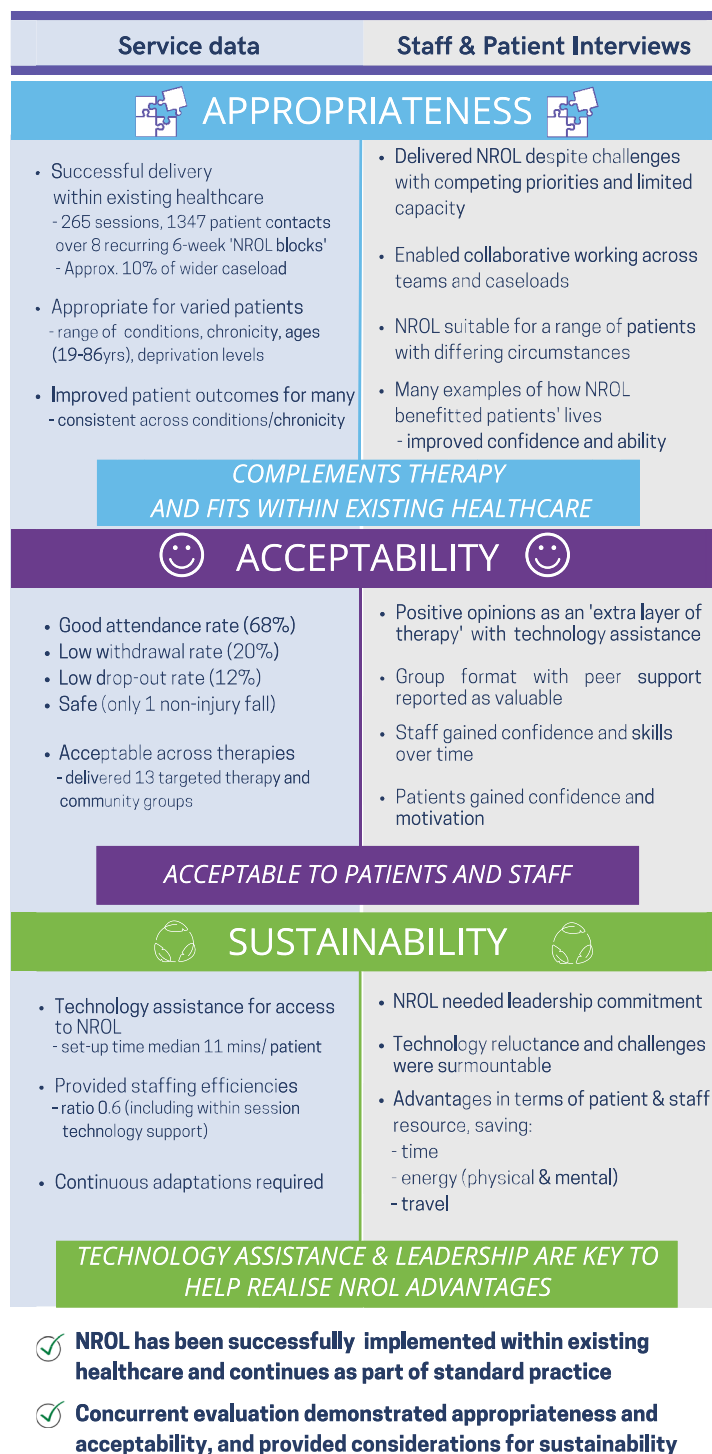 Service data
Staff & Patient Interviews
APPROPRIATENESS
• Successful delivery
within existing healthcare
- 265 sessions, 1347 patient contacts
over 8 recurring 6-week 'NROL blocks'
- Approx. 10% of wider caseload
• Appropriate for varied patients
- range of conditions, chronicity, ages
(19-86yrs), deprivation levels
• Improved patient outcomes for many
- consistent across conditions/chronicity
• Delivered NROL despite challenges
with competing priorities and limited
capacity
• Enabled collaborative working across
teams and caseloads
• NROL suitable for a range of patients
with differing circumstances
• Many examples of how NROL
benefitted patients' lives
- improved confidence and ability
COMPLEMENTS THERAPY
AND FITS WITHIN EXISTING HEALTHCARE
ACCEPTABILITY
• Good attendance rate (68%)
• Low withdrawal rate (20%)
• Low drop-out rate (12%)
• Safe (only 1 non-injury fall)
• Acceptable across therapies
- delivered 13 targeted therapy and
community groups
• Positive opinions as an 'extra layer of
therapy' with technology assistance
• Group format with peer support
reported as valuable
• Staff gained confidence and skills
over time
• Patients gained confidence and
motivation
ACCEPTABLE TO PATIENTS AND STAFF
SUSTAINABILITY
• Technology assistance for access
to NROL
- set-up time median 11 mins/ patient
• Provided staffing efficiencies
- ratio 0.6 (including within session
technology support)
• Continuous adaptations required
• NROL needed leadership commitment
• Technology reluctance and challenges
were surmountable
• Advantages in terms of patient & staff
resource, saving:
- time
- energy (physical & mental)
- travel
TECHNOLOGY ASSISTANCE & LEADERSHIP ARE KEY TO
HELP REALISE NROL ADVANTAGES
NROL has been successfully implemented within existing
healthcare and continues as part of standard practice
Concurrent evaluation demonstrated appropriateness and
acceptability, and provided considerations for sustainability